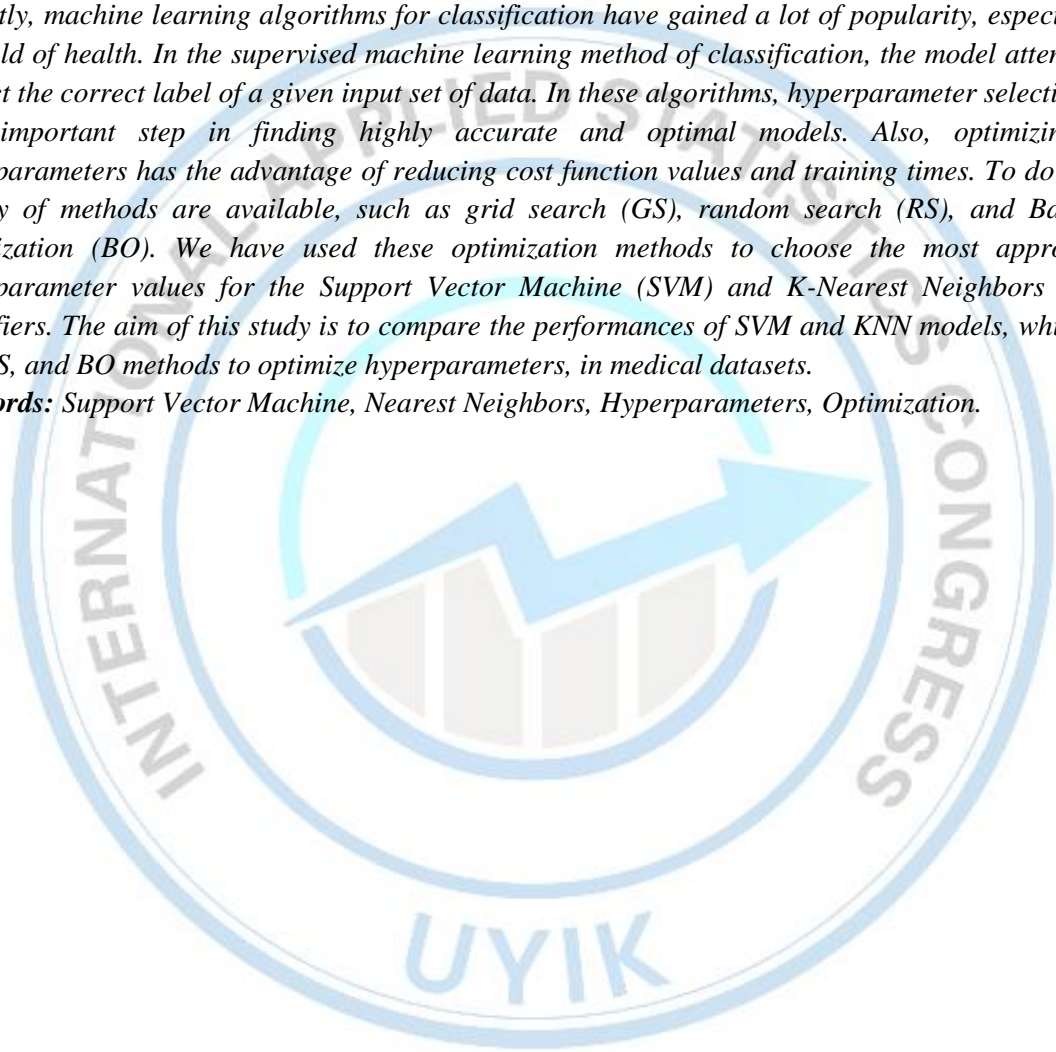 tly, machine learning algorithms for classification have gained a lot of popularity, espec
ld of health. In the supervised machine learning method of classification, the model atte
t the correct label of a given input set of data. In these algorithms, hyperparameter selecti
important step in finding highly accurate and optimal models. Also, optimizin
parameters has the advantage of reducing cost function values and training times. To do
y of methods are available, such as grid search (GS), random search (RS), and Ba
ization (BO). We have used these optimization methods to choose the most appro
parameter values for the Support Vector Machine (SVM) and K-Nearest Neighbors
fiers. The aim of this study is to compare the performances of SVM and KNN models, whi
S, and BO methods to optimize hyperparameters, in medical datasets.
ords: Support Vector Machine, Nearest Neighbors, Hyperparameters, Optimization.
INTERNATIONAL APPLIED STATISTICS CONGRESS
UYIK